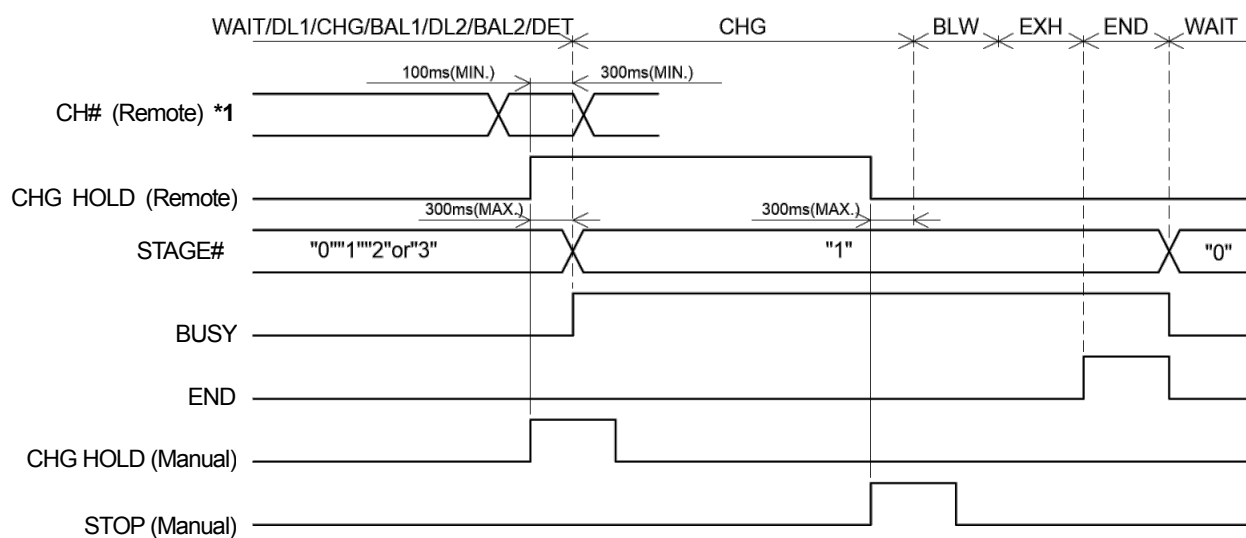 WAIT/DL1/CHG/BAL1/DL2/BAL2/DET CHG BLW EXH END WAIT
100ms(MIN.) 300ms(MIN.)
CH# (Remote) *1
CHG HOLD (Remote)
300ms(MAX.) 300ms(MAX.)
STAGE# "0""1""2"or"3" "1" "0"
BUSY
END
CHG HOLD (Manual)
STOP (Manual)